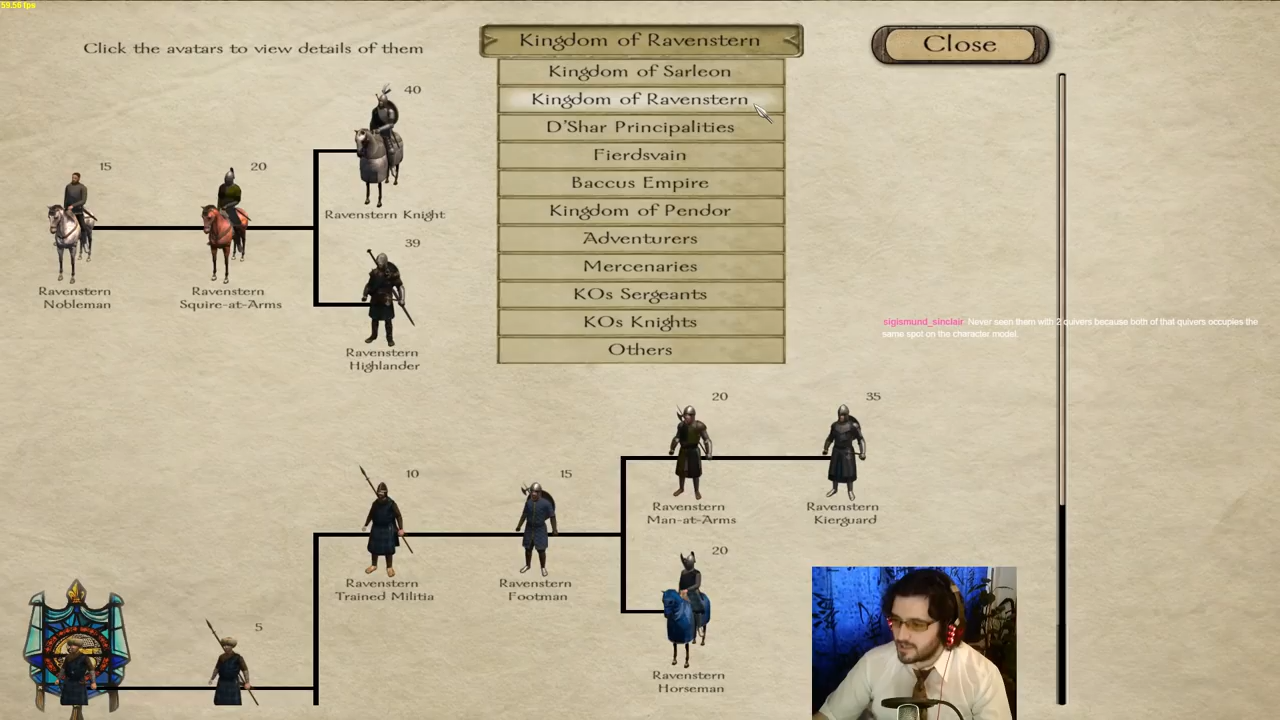 59.56 fps
Click the avatars to view details of them
Kingdom of Ravenstern
Close
Kingdom of Sarleon
Kingdom of Ravenstern
D'Shar Principalities
Fierdsvain
Baccus Empire
Kingdom of Pendor
Adventurers
Mercenaries
KOs Sergeants
KOs Knights
Others
40
Ravenstern Knight
15
Ravenstern
Nobleman
20
Ravenstern
Squire-at-Arms
39
Ravenstern
Highlander
sigismund_sinclair: Never seen them with 2 quivers because both of that quivers occupies the
same spot on the character model.
20
Ravenstern
Man-at-Arms
35
Ravenstern
Kierguard
10
Ravenstern
Trained Militia
15
Ravenstern
Footman
20
Ravenstern
Horseman
5